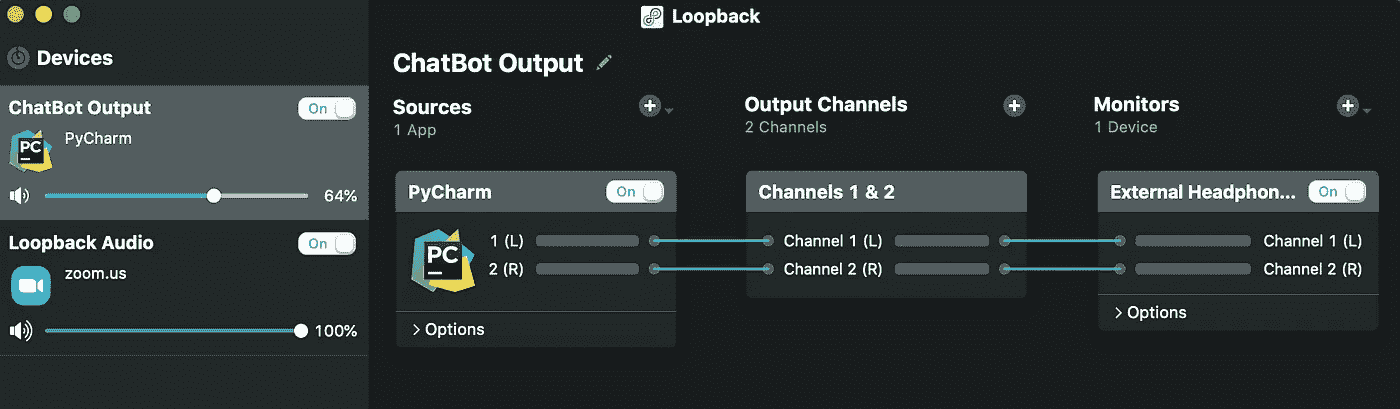 Loopback
Devices
ChatBot Output
On
PyCharm
PC
64%
Loopback Audio
On
zoom.us
100%
ChatBot Output
Sources
1 App
PyCharm
On
PC
1 (L)
2 (R)
Options
Output Channels
2 Channels
Channels 1 & 2
Channel 1 (L)
Channel 2 (R)
Monitors
1 Device
External Headphon...
On
Channel 1 (L)
Channel 2 (R)
Options